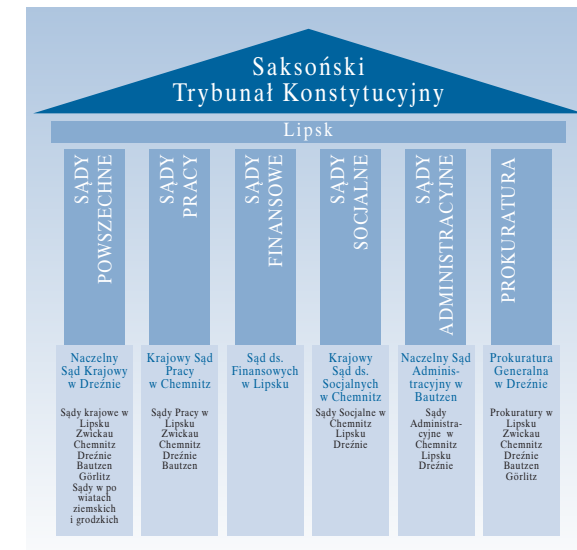 Saksoński
Trybunał Konstytucyjny
Lipsk
SĄDY
POWSZECHNE
SĄDY
PRACY
SĄDY
FINANSOWE
SĄDY
SOCJALNE
SĄDY
ADMINISTRACYJNE
PROKURATURA
Naczelny
Sąd Krajowy
w Dreźnie
Sądy krajowe w
Lipsku
Zwickau
Chemnitz
Dreźnie
Bautzen
Görlitz
Sądy w po
wiatach
ziemskich
i grodzkich
Krajowy Sąd
Pracy
w Chemnitz
Sądy Pracy w
Lipsku
Zwickau
Chemnitz
Dreźnie
Bautzen
Sąd ds.
Finansowych
w Lipsku
Krajowy
Sąd ds.
Socjalnych
w Chemnitz
Sądy Socjalne w
Chemnitz
Lipsku
Dreźnie
Naczelny Sąd
Adminis-
tracyjny w
Bautzen
Sądy
Administra-
cyjne w
Chemnitz
Lipsku
Dreźnie
Prokuratura
Generalna
w Dreźnie
Prokuratury w
Lipsku
Zwickau
Chemnitz
Dreźnie
Bautzen
Görlitz